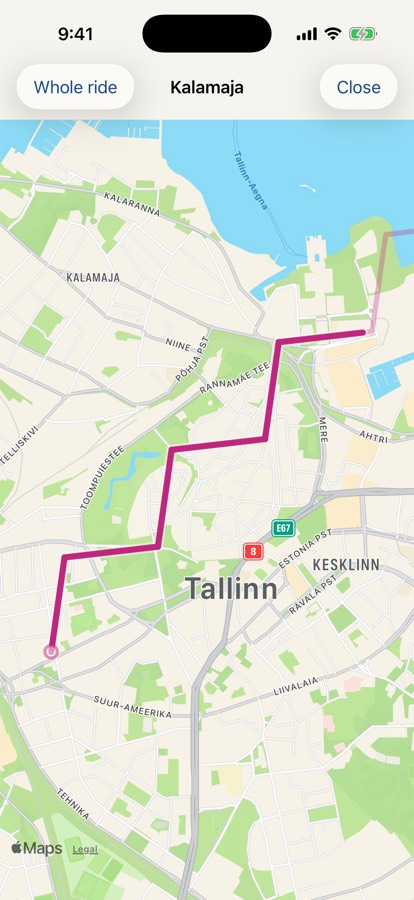 9:41
Whole ride
Kalamaja
Close
Tallinn-Aegna
KALARANNA
KALAMAJA
NIINE
PÕHJA PST
RANNAMÄE TEE
TELLISKIVI
MERE
AHTRI
TOOMPUIESTEE
E67
8
ESTONIA PST
KESKLINN
Tallinn
RÄVALA PST
LIIVALAIA
SUUR-AMEERIKA
TEHNIKA
Maps
Legal